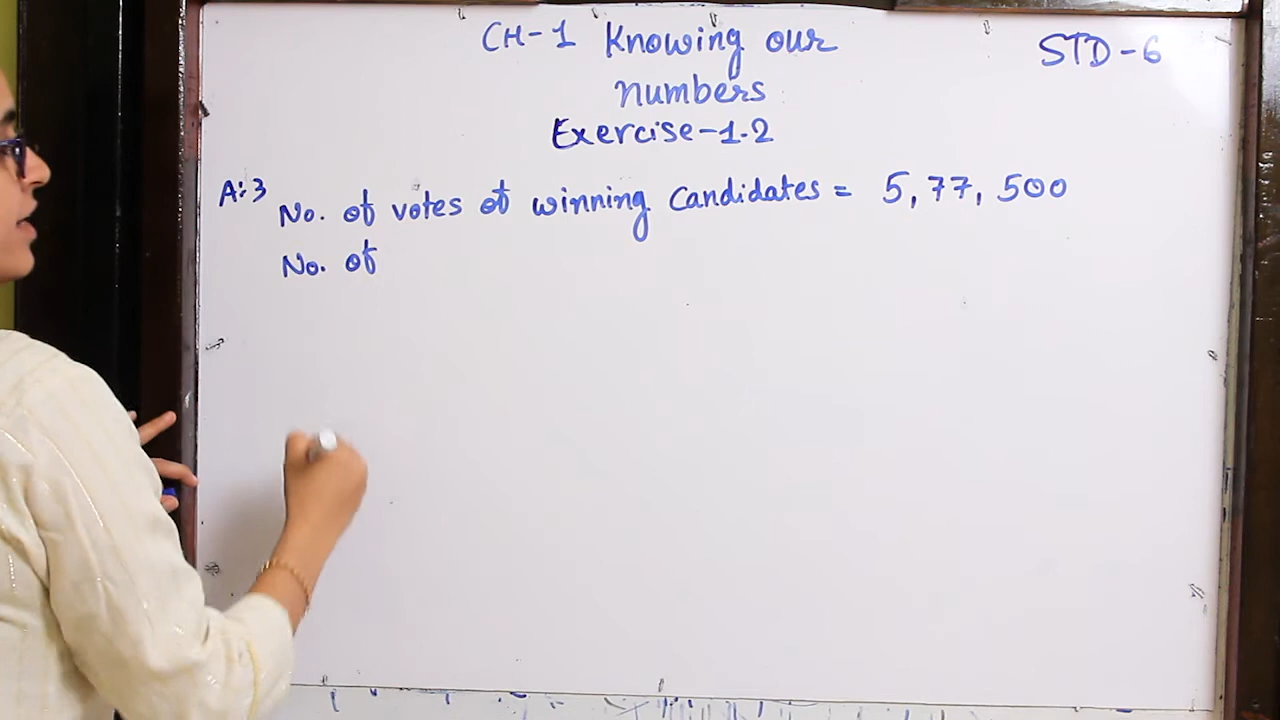 CH-1 Knowing our
STD-6
numbers
Exercise-1.2
A:3 No. of votes of winning candidates = 5,77,500
No. of